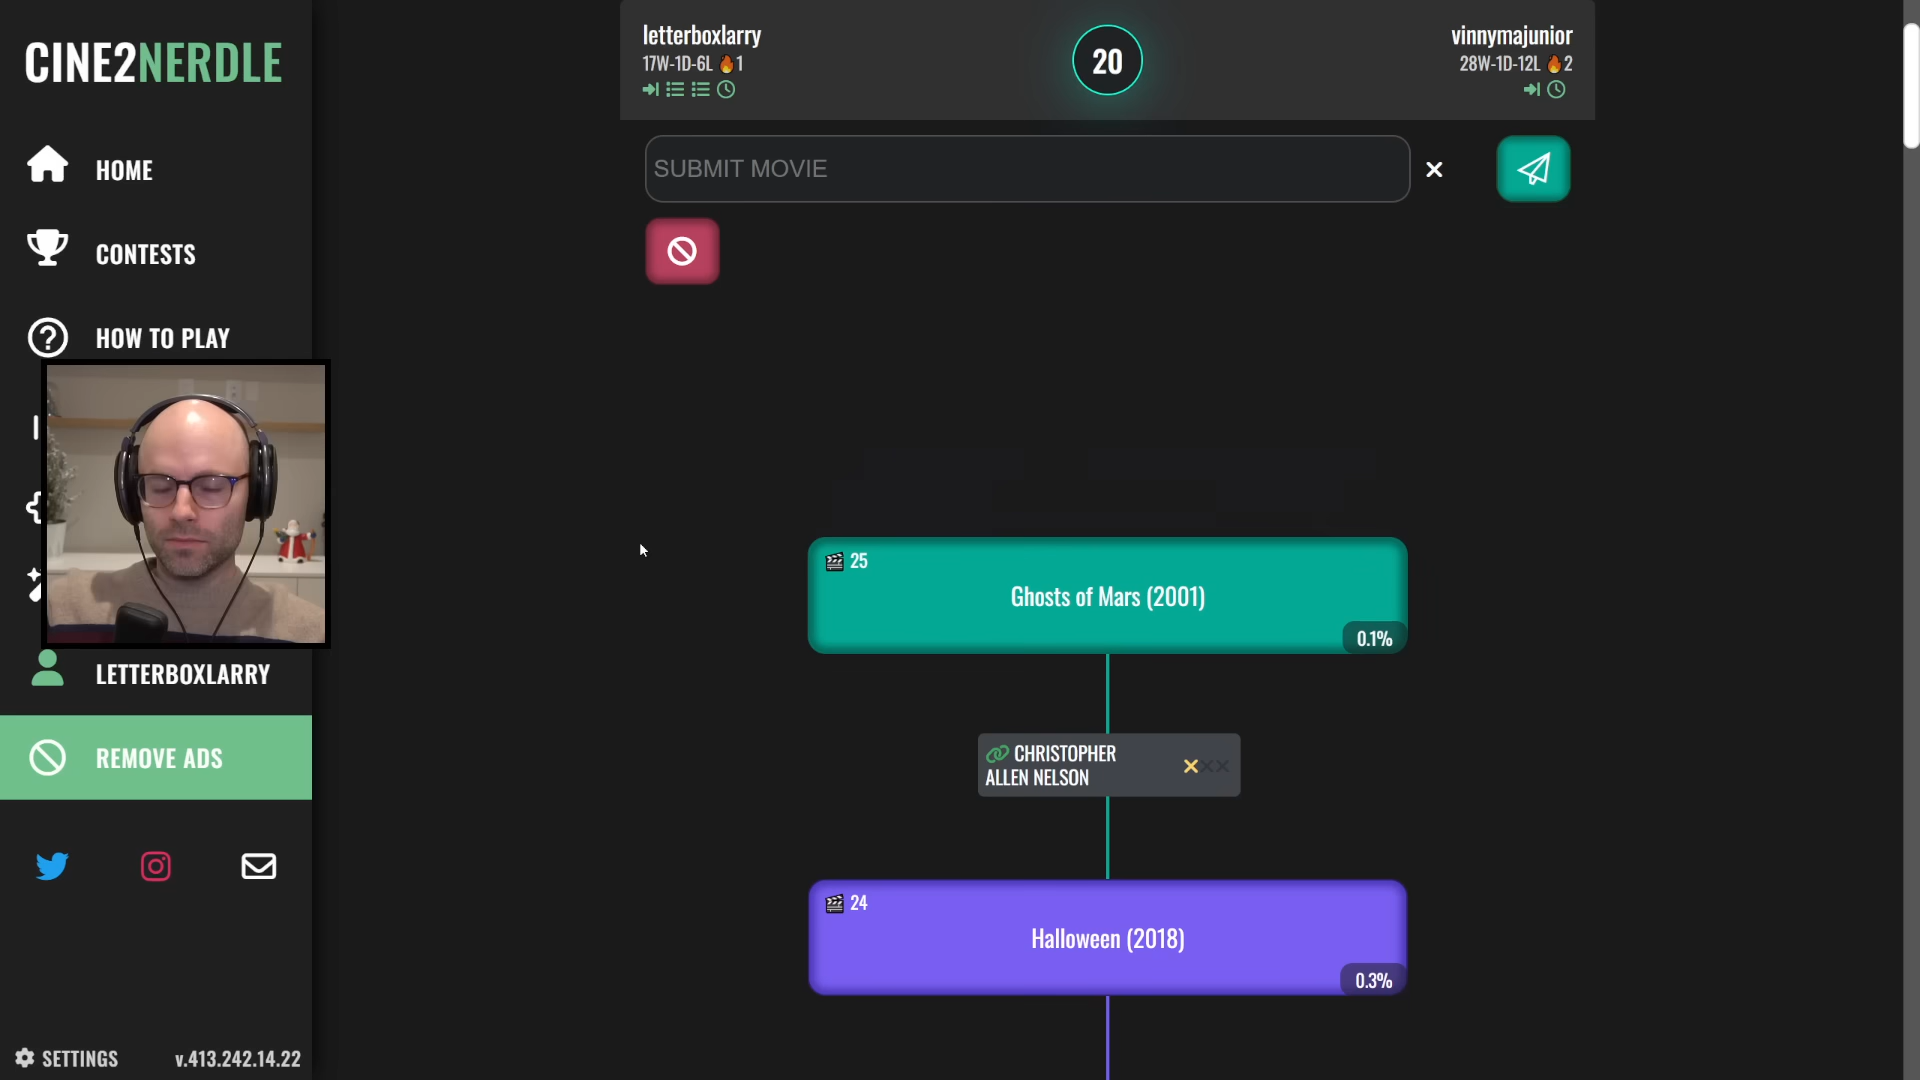 CINE2NERDLE
HOME
CONTESTS
HOW TO PLAY
LETTERBOXLARRY
REMOVE ADS
SETTINGS
v.413.242.14.22
letterboxlarry
17W-1D-6L 🔥1
20
vinnymajunior
28W-1D-12L 🔥2
SUBMIT MOVIE
25
Ghosts of Mars (2001)
0.1%
CHRISTOPHER
ALLEN NELSON
24
Halloween (2018)
0.3%